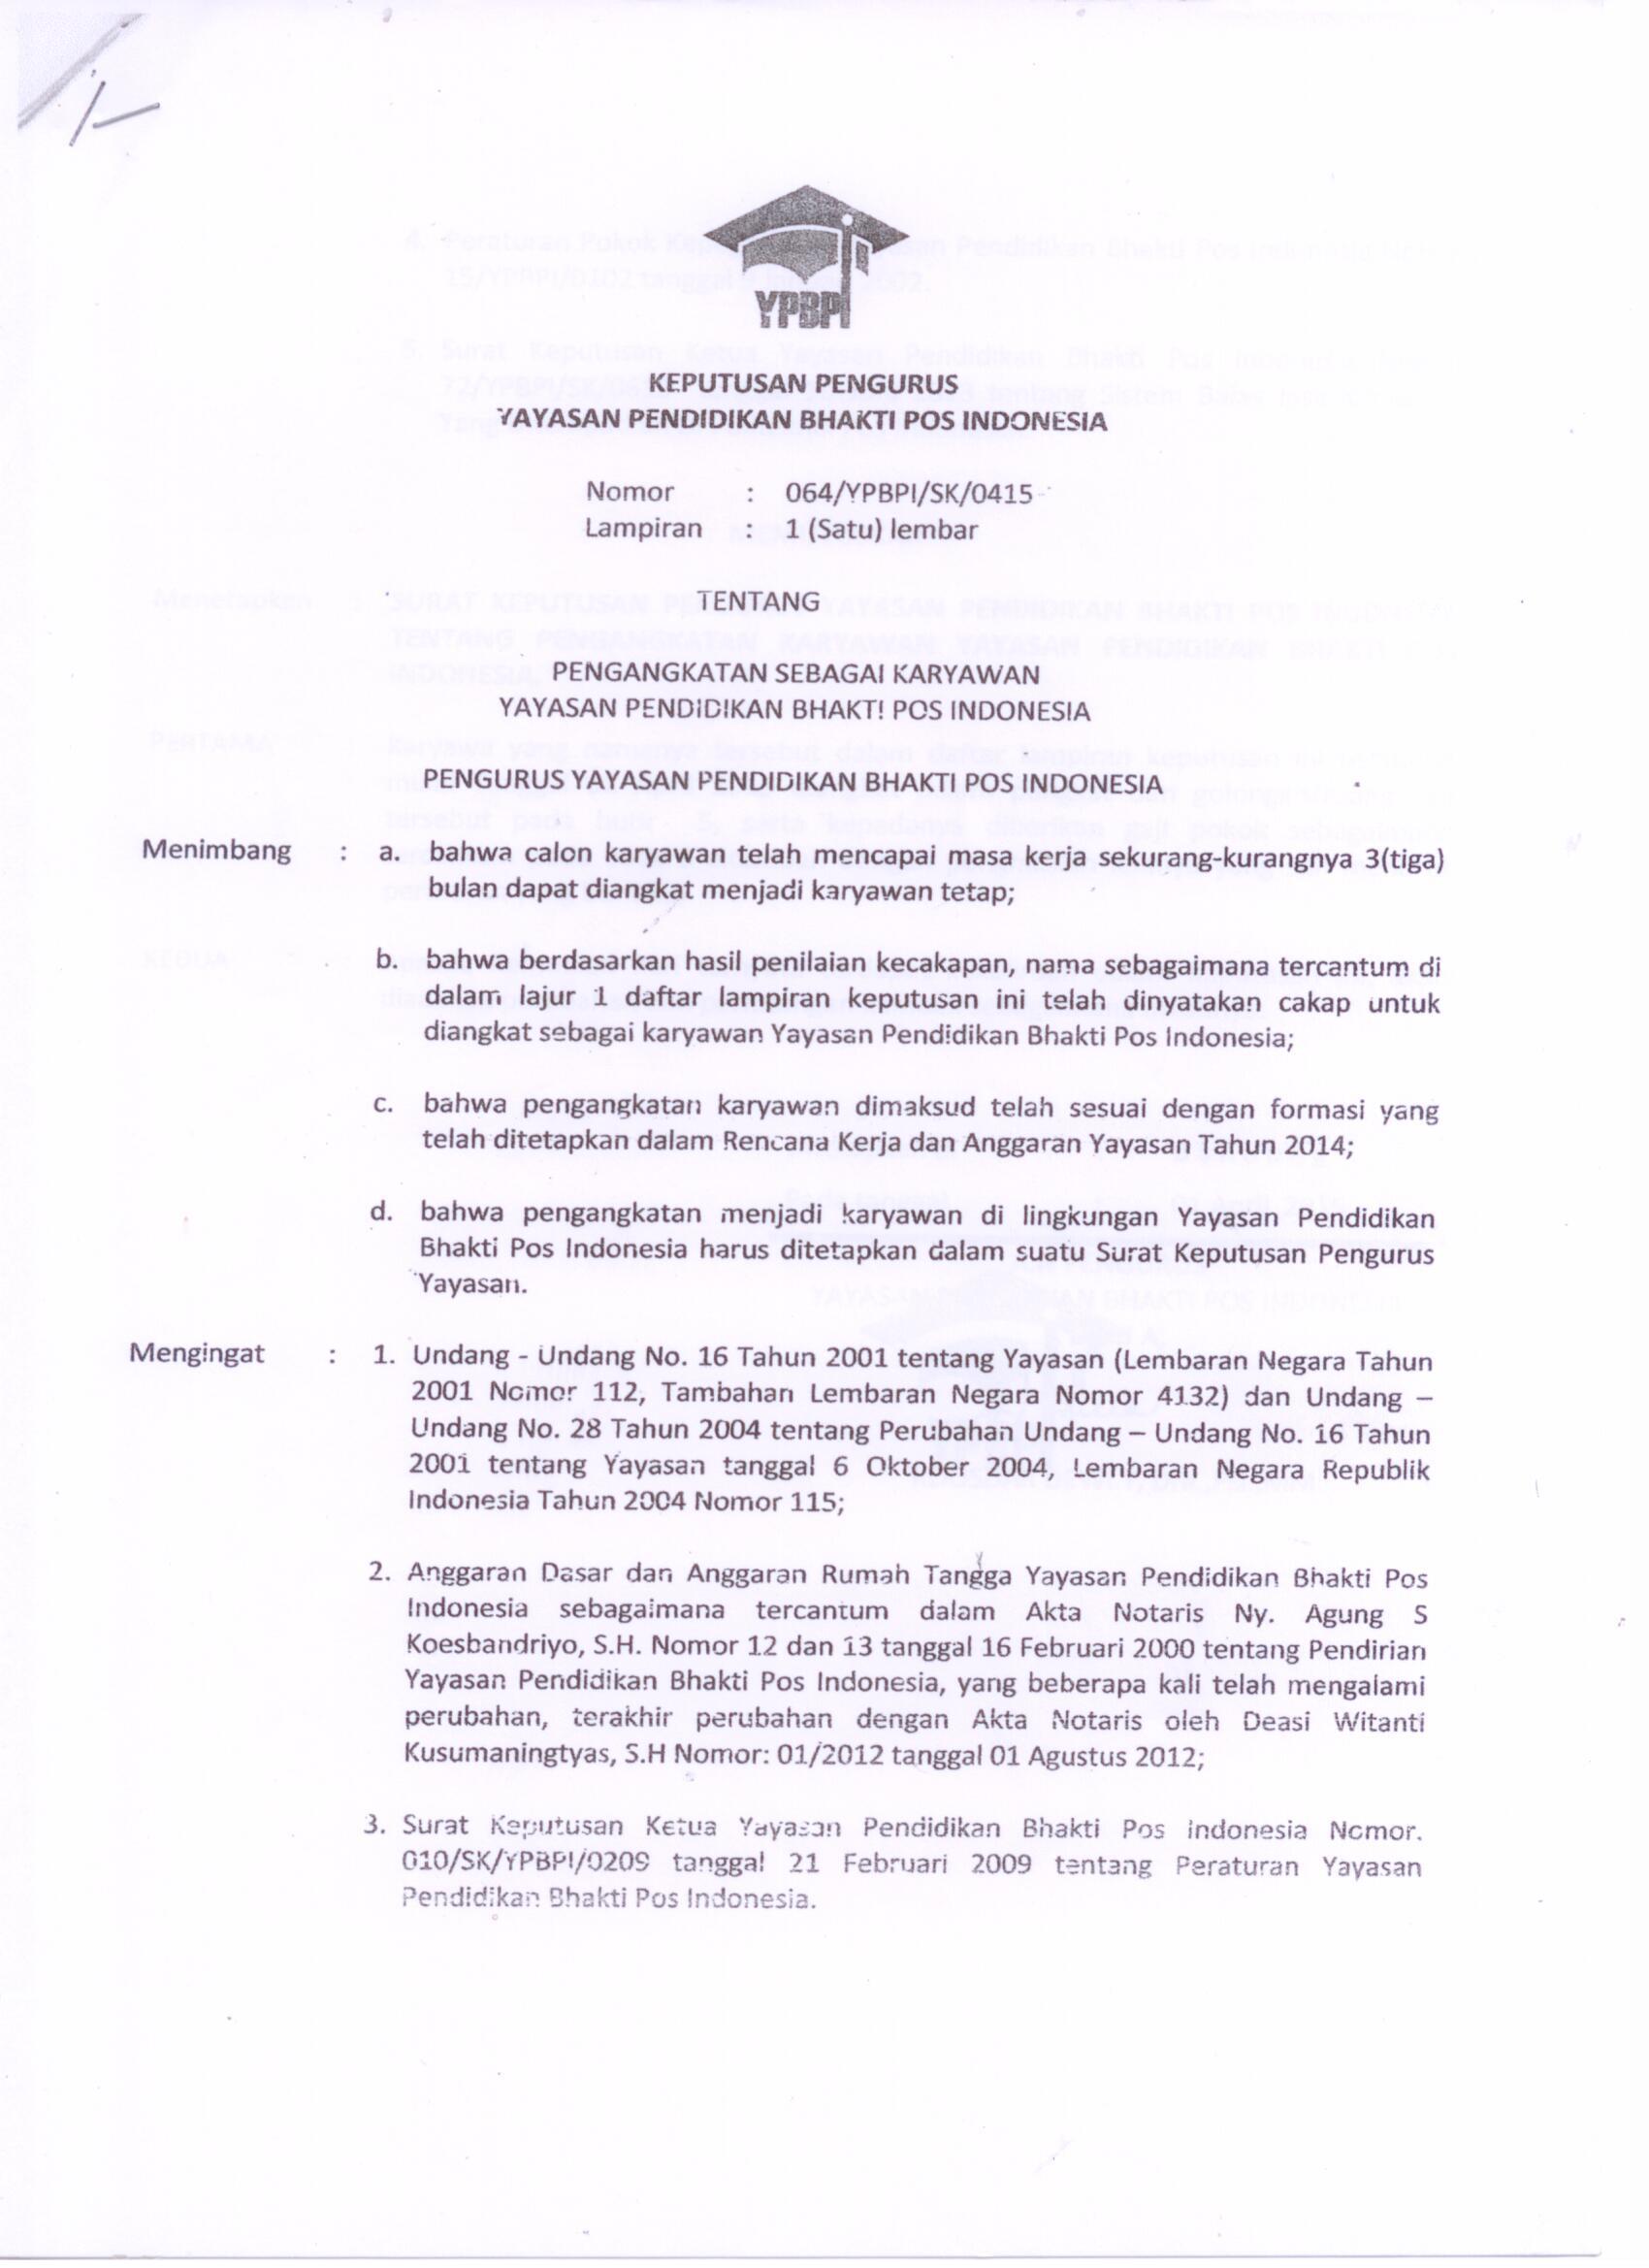 YPBPI
KEPUTUSAN PENGURUS
YAYASAN PENDIDIKAN BHAKTI POS INDONESIA
Nomor : 064/YPBPI/SK/0415
Lampiran : 1 (Satu) lembar
TENTANG
PENGANGKATAN SEBAGAI KARYAWAN
YAYASAN PENDIDIKAN BHAKTI POS INDONESIA
PENGURUS YAYASAN PENDIDIKAN BHAKTI POS INDONESIA
Menimbang : a. bahwa calon karyawan telah mencapai masa kerja sekurang-kurangnya 3(tiga)
bulan dapat diangkat menjadi karyawan tetap;
b. bahwa berdasarkan hasil penilaian kecakapan, nama sebagaimana tercantum di
dalam lajur 1 daftar lampiran keputusan ini telah dinyatakan cakap untuk
diangkat sebagai karyawan Yayasan Pendidikan Bhakti Pos Indonesia;
c. bahwa pengangkatan karyawan dimaksud telah sesuai dengan formasi yang
telah ditetapkan dalam Rencana Kerja dan Anggaran Yayasan Tahun 2014;
d. bahwa pengangkatan menjadi karyawan di lingkungan Yayasan Pendidikan
Bhakti Pos Indonesia harus ditetapkan dalam suatu Surat Keputusan Pengurus
Yayasan.
Mengingat : 1. Undang - Undang No. 16 Tahun 2001 tentang Yayasan (Lembaran Negara Tahun
2001 Nomor 112, Tambahan Lembaran Negara Nomor 4132) dan Undang –
Undang No. 28 Tahun 2004 tentang Perubahan Undang – Undang No. 16 Tahun
2001 tentang Yayasan tanggal 6 Oktober 2004, Lembaran Negara Republik
Indonesia Tahun 2004 Nomor 115;
2. Anggaran Dasar dan Anggaran Rumah Tangga Yayasan Pendidikan Bhakti Pos
Indonesia sebagaimana tercantum dalam Akta Notaris Ny. Agung S
Koesbandriyo, S.H. Nomor 12 dan 13 tanggal 16 Februari 2000 tentang Pendirian
Yayasan Pendidikan Bhakti Pos Indonesia, yang beberapa kali telah mengalami
perubahan, terakhir perubahan dengan Akta Notaris oleh Deasi Witanti
Kusumaningtyas, S.H Nomor: 01/2012 tanggal 01 Agustus 2012;
3. Surat Keputusan Ketua Yayasan Pendidikan Bhakti Pos Indonesia Nomor.
010/SK/YPBPI/0209 tanggal 21 Februari 2009 tentang Peraturan Yayasan
Pendidikan Bhakti Pos Indonesia.